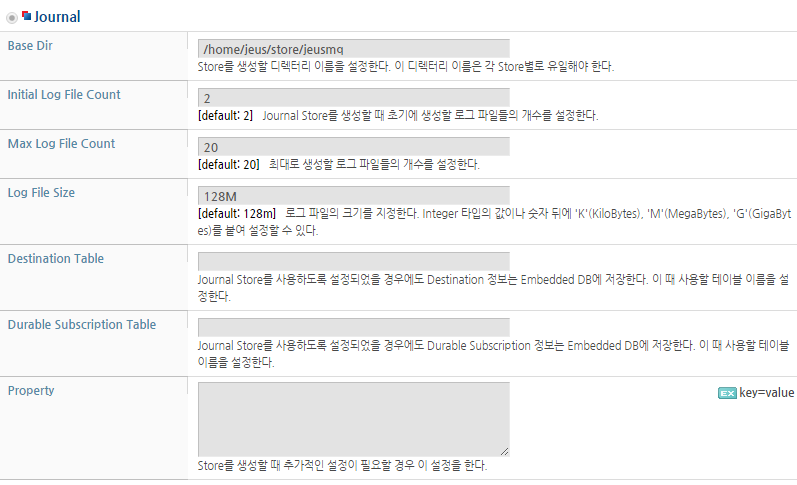 Journal
Base Dir
/home/jeus/store/jeusmq
Store를 생성할 디렉터리 이름을 설정한다. 이 디렉터리 이름은 각 Store별로 유일해야 한다.
Initial Log File Count
2
[default: 2] Journal Store를 생성할 때 초기에 생성할 로그 파일들의 개수를 설정한다.
Max Log File Count
20
[default: 20] 최대로 생성할 로그 파일들의 개수를 설정한다.
Log File Size
128M
[default: 128m] 로그 파일의 크기를 지정한다. Integer 타입의 값이나 숫자 뒤에 'K'(KiloBytes), 'M'(MegaBytes), 'G'(GigaByt
es)를 붙여 설정할 수 있다.
Destination Table
Journal Store를 사용하도록 설정되었을 경우에도 Destination 정보는 Embedded DB에 저장한다. 이 때 사용할 테이블 이름을 설
정한다.
Durable Subscription Table
Journal Store를 사용하도록 설정되었을 경우에도 Durable Subscription 정보는 Embedded DB에 저장한다. 이 때 사용할 테이블
이름을 설정한다.
Property
EX key=value
Store를 생성할 때 추가적인 설정이 필요할 경우 이 설정을 한다.